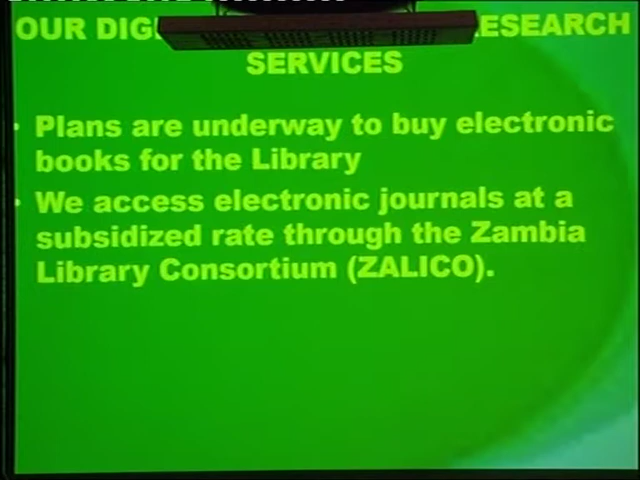 OUR DIG RESEARCH
SERVICES
• Plans are underway to buy electronic
books for the Library
• We access electronic journals at a
subsidized rate through the Zambia
Library Consortium (ZALICO).